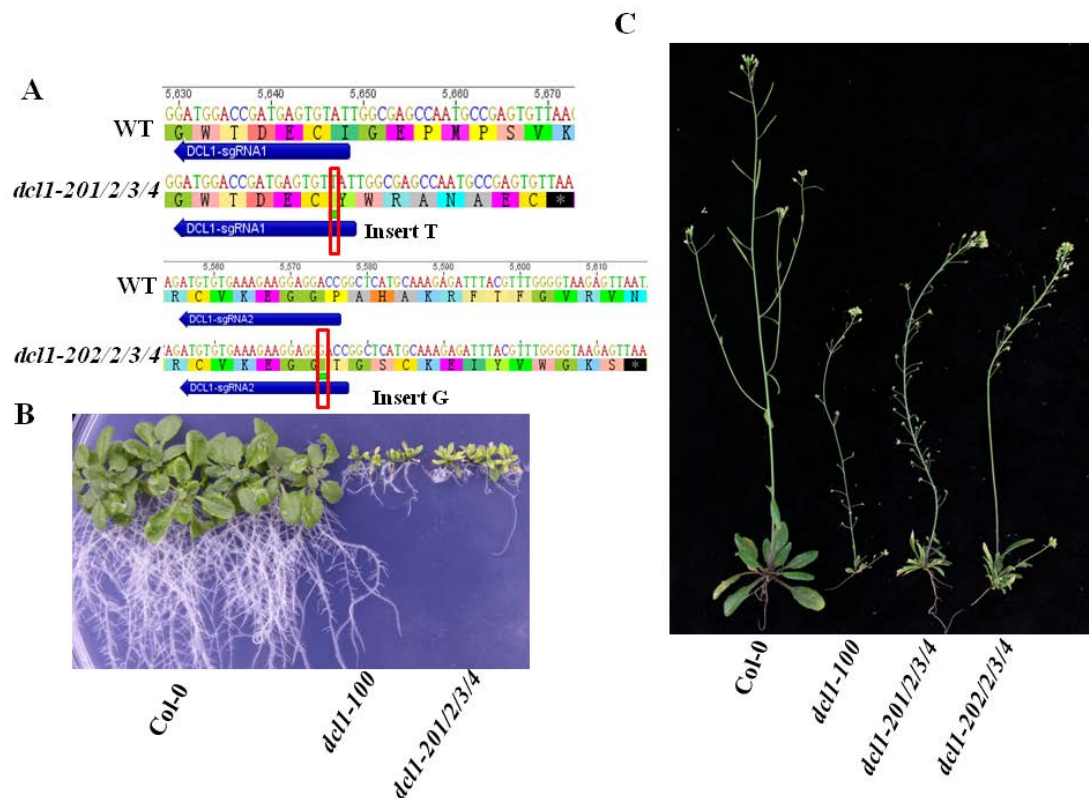 C
A
5,630 5,640 5,650 5,660 5,670
WT
GGATGGACCGATGAGTGTATTGGCGAGCCAATGCCGAGTGTTAA
G W T D E C I G E P M P S V K
DCL1-sgRNA1
dcl1-201/2/3/4
GGATGGACCGATGAGTGTTATTGGCGAGCCAATGCCGAGTGTTAA
G W T D E C Y W R A N A E C *
DCL1-sgRNA1
Insert T
5,560 5,570 5,580 5,590 5,600 5,610
WT
AGATGTGTGAAAGAAGGAGGACCGGCTCATGCAAAGAGATTTACGTTTGGGGTAAGAGTTAAT
R C V K E G G P A H A K R F T F G V R V N
DCL1-sgRNA2
dcl1-202/2/3/4
AGATGTGTGAAAGAAGGAGGGACCGGCTCATGCAAAGAGATTTACGTTTGGGGTAAGAGTTAA
R C V K E G G T G S C K E I Y V W G K S *
DCL1-sgRNA2
Insert G
B
Col-0
dcl1-100
dcl1-201/2/3/4
Col-0
dcl1-100
dcl1-201/2/3/4
dcl1-202/2/3/4